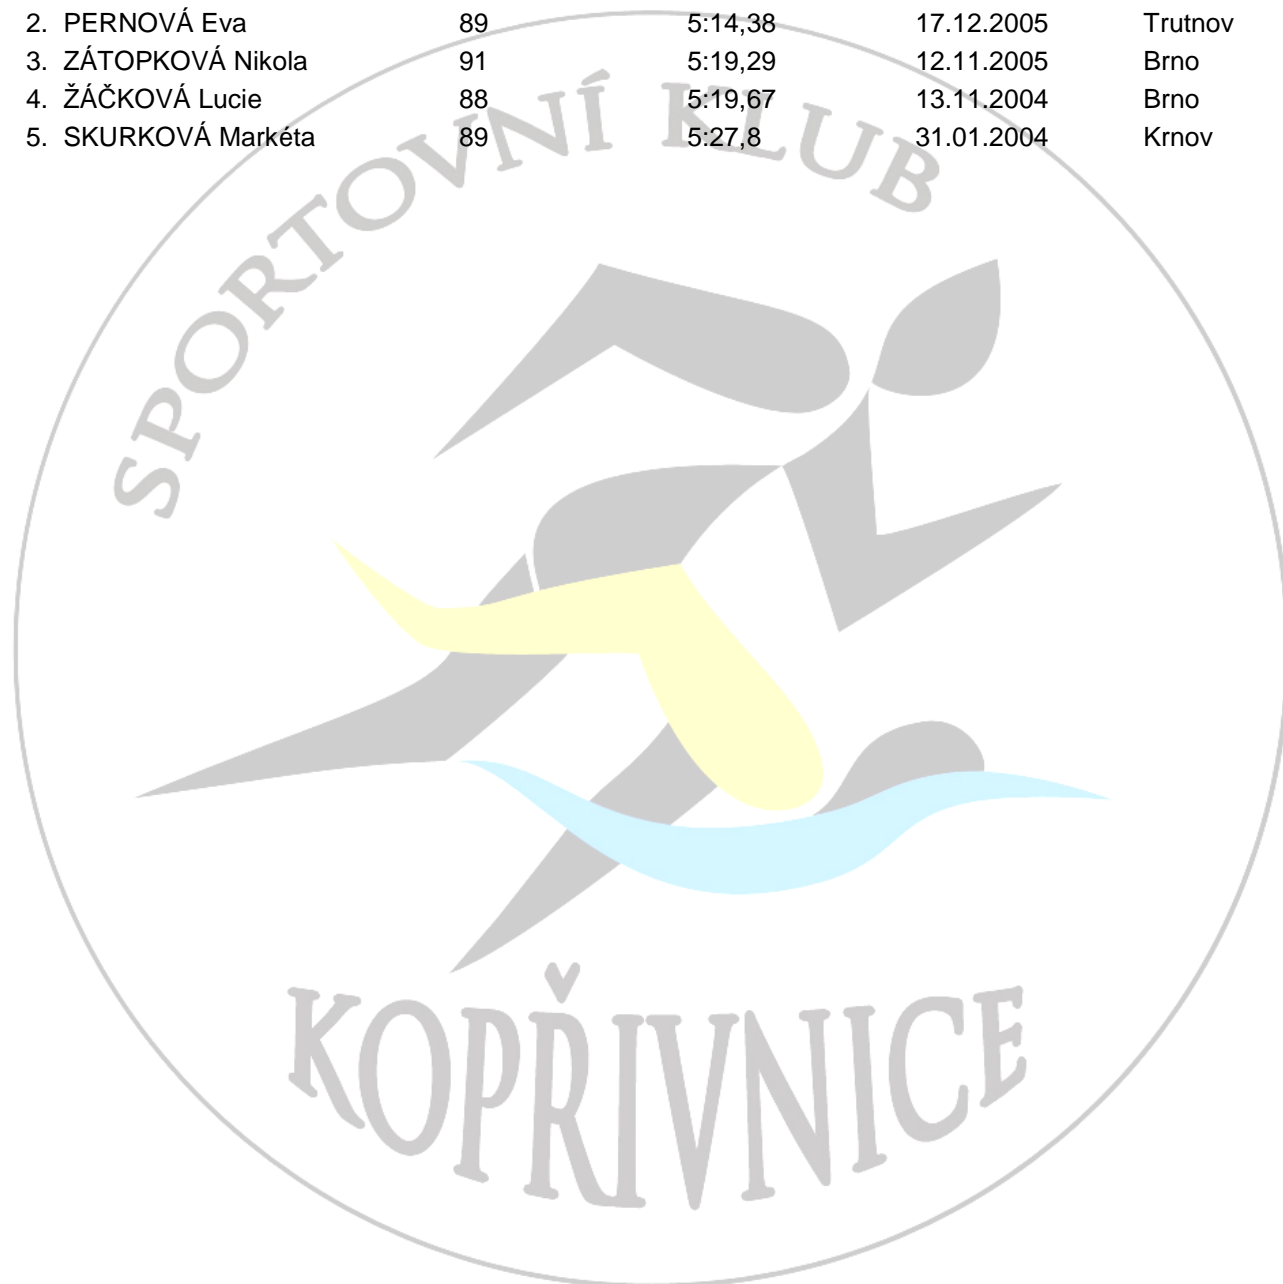 2. PERNOVÁ Eva 89 5:14,38 17.12.2005 Trutnov
3. ZÁTOPKOVÁ Nikola 91 5:19,29 12.11.2005 Brno
4. ŽÁČKOVÁ Lucie 88 5:19,67 13.11.2004 Brno
5. SKURKOVÁ Markéta 89 5:27,8 31.01.2004 Krnov
SPORTOVNÍ KLUB
KOPŘIVNICE